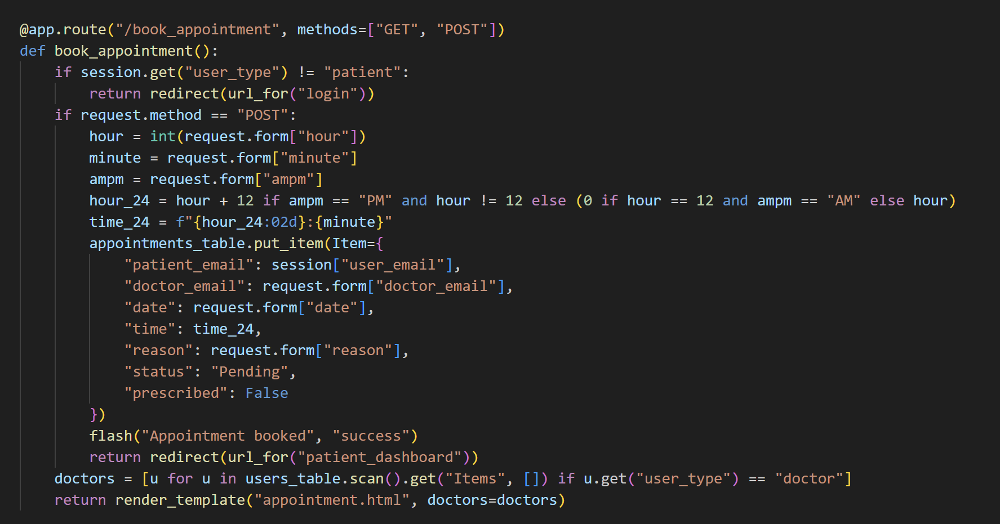 @app.route("/book_appointment", methods=["GET", "POST"])
def book_appointment():
    if session.get("user_type") != "patient":
        return redirect(url_for("login"))
    if request.method == "POST":
        hour = int(request.form["hour"])
        minute = request.form["minute"]
        ampm = request.form["ampm"]
        hour_24 = hour + 12 if ampm == "PM" and hour != 12 else (0 if hour == 12 and ampm == "AM" else hour)
        time_24 = f"{hour_24:02d}:{minute}"
        appointments_table.put_item(Item={
            "patient_email": session["user_email"],
            "doctor_email": request.form["doctor_email"],
            "date": request.form["date"],
            "time": time_24,
            "reason": request.form["reason"],
            "status": "Pending",
            "prescribed": False
        })
        flash("Appointment booked", "success")
        return redirect(url_for("patient_dashboard"))
    doctors = [u for u in users_table.scan().get("Items", []) if u.get("user_type") == "doctor"]
    return render_template("appointment.html", doctors=doctors)